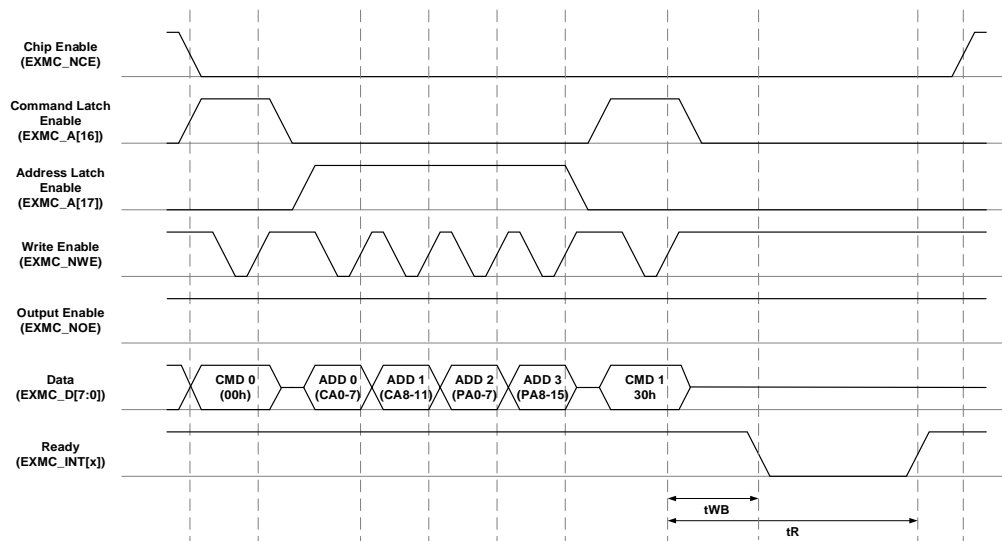 Chip Enable
(EXMC_NCE)
Command Latch
Enable
(EXMC_A[16])
Address Latch
Enable
(EXMC_A[17])
Write Enable
(EXMC_NWE)
Output Enable
(EXMC_NOE)
Data
(EXMC_D[7:0])
CMD 0
(00h)
ADD 0
(CA0-7)
ADD 1
(CA8-11)
ADD 2
(PA0-7)
ADD 3
(PA8-15)
CMD 1
30h
Ready
(EXMC_INT[x])
tWB
tR